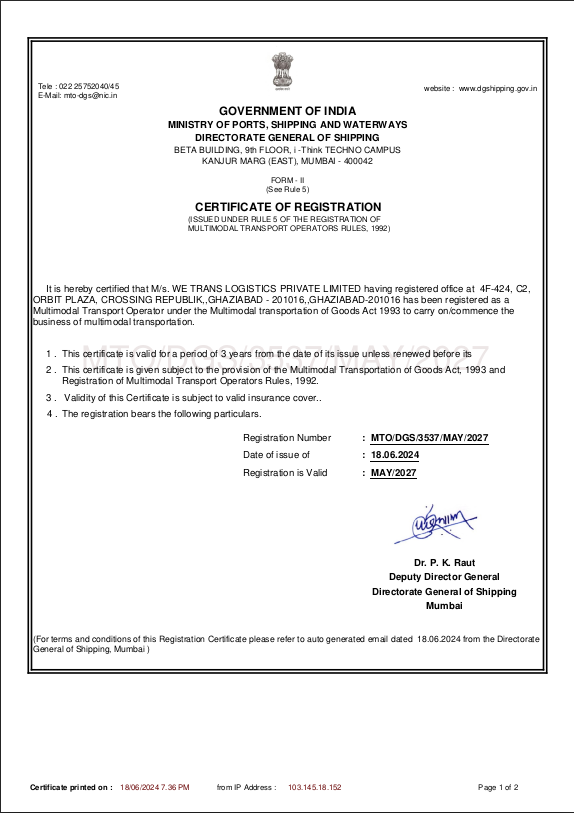 Tele : 022 25752040/45
E-Mail: mto-dgs@nic.in
website : www.dgshipping.gov.in
GOVERNMENT OF INDIA
MINISTRY OF PORTS, SHIPPING AND WATERWAYS
DIRECTORATE GENERAL OF SHIPPING
BETA BUILDING, 9th FLOOR, i -Think TECHNO CAMPUS
KANJUR MARG (EAST), MUMBAI - 400042
FORM - II
(See Rule 5)
CERTIFICATE OF REGISTRATION
(ISSUED UNDER RULE 5 OF THE REGISTRATION OF
MULTIMODAL TRANSPORT OPERATORS RULES, 1992)
It is hereby certified that M/s. WE TRANS LOGISTICS PRIVATE LIMITED having registered office at 4F-424, C2,
ORBIT PLAZA, CROSSING REPUBLIK,,GHAZIABAD - 201016,,GHAZIABAD-201016 has been registered as a
Multimodal Transport Operator under the Multimodal transportation of Goods Act 1993 to carry on/commence the
business of multimodal transportation.
MTO/DGS/3537/MAY/2027
1 . This certificate is valid for a period of 3 years from the date of its issue unless renewed before its
2 . This certificate is given subject to the provision of the Multimodal Transportation of Goods Act, 1993 and
Registration of Multimodal Transport Operators Rules, 1992.
3 . Validity of this Certificate is subject to valid insurance cover..
4 . The registration bears the following particulars.
Registration Number : MTO/DGS/3537/MAY/2027
Date of issue of : 18.06.2024
Registration is Valid : MAY/2027
Dr. P. K. Raut
Deputy Director General
Directorate General of Shipping
Mumbai
(For terms and conditions of this Registration Certificate please refer to auto generated email dated 18.06.2024 from the Directorate
General of Shipping, Mumbai )
Certificate printed on : 18/06/2024 7.36 PM from IP Address : 103.145.18.152 Page 1 of 2